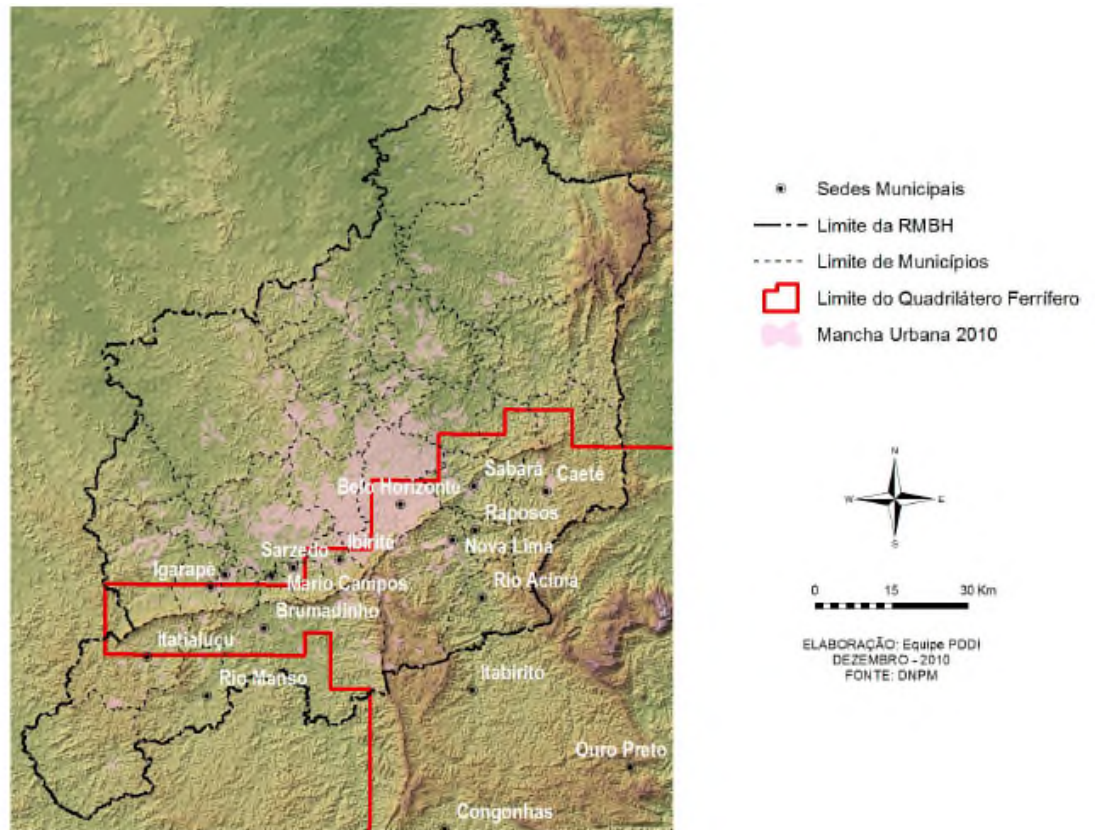 Sabará
Caeté
Belo Horizonte
Raposos
Nova Lima
Ibirité
Sarzedo
Igarapé
Mario Campos
Rio Acima
Brumadinho
Itatiaiuçu
Rio Manso
Itabirito
Ouro Preto
Congonhas
Sedes Municipais
Limite da RMBH
Limite de Municípios
Limite do Quadrilátero Ferrífero
Mancha Urbana 2010
N
W
E
S
0 15 30 Km
ELABORAÇÃO: Equipe PDDI
DEZEMBRO - 2010
FONTE: DNPM